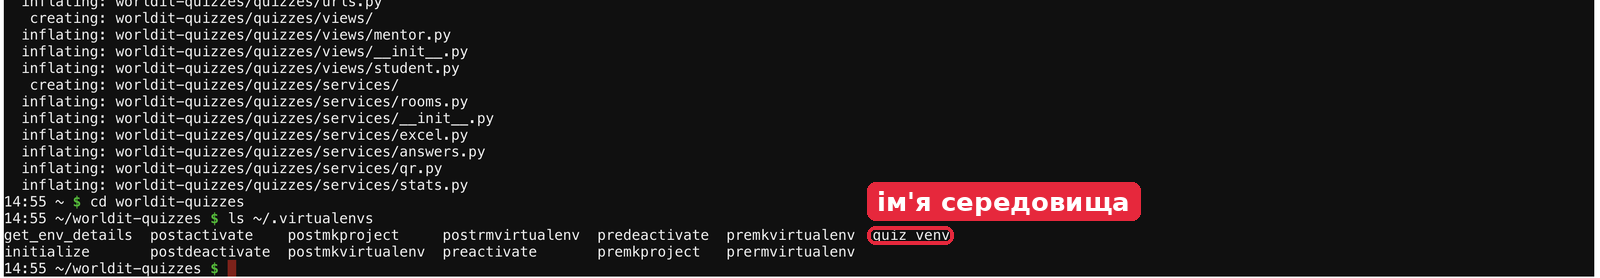 inflating: worldit-quizzes/quizzes/urls.py
creating: worldit-quizzes/quizzes/views/
inflating: worldit-quizzes/quizzes/views/mentor.py
inflating: worldit-quizzes/quizzes/views/__init__.py
inflating: worldit-quizzes/quizzes/views/student.py
creating: worldit-quizzes/quizzes/services/
inflating: worldit-quizzes/quizzes/services/rooms.py
inflating: worldit-quizzes/quizzes/services/__init__.py
inflating: worldit-quizzes/quizzes/services/excel.py
inflating: worldit-quizzes/quizzes/services/answers.py
inflating: worldit-quizzes/quizzes/services/qr.py
inflating: worldit-quizzes/quizzes/services/stats.py
14:55 ~ $ cd worldit-quizzes
ім'я середовища
14:55 ~/worldit-quizzes $ ls ~/.virtualenvs
get_env_details postactivate postmkproject postrmvirtualenv predeactivate premkvirtualenv quiz_venv
initialize postdeactivate postmkvirtualenv preactivate premkproject prermvirtualenv
14:55 ~/worldit-quizzes $